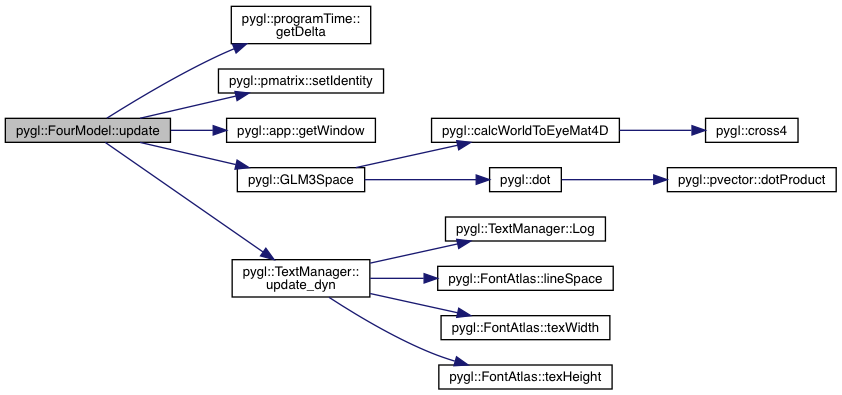 pygl::programTime::
getDelta
pygl::pmatrix::setIdentity
pygl::FourModel::update
pygl::app::getWindow
pygl::calcWorldToEyeMat4D
pygl::cross4
pygl::GLM3Space
pygl::dot
pygl::pvector::dotProduct
pygl::TextManager::Log
pygl::TextManager::
update_dyn
pygl::FontAtlas::lineSpace
pygl::FontAtlas::texWidth
pygl::FontAtlas::texHeight